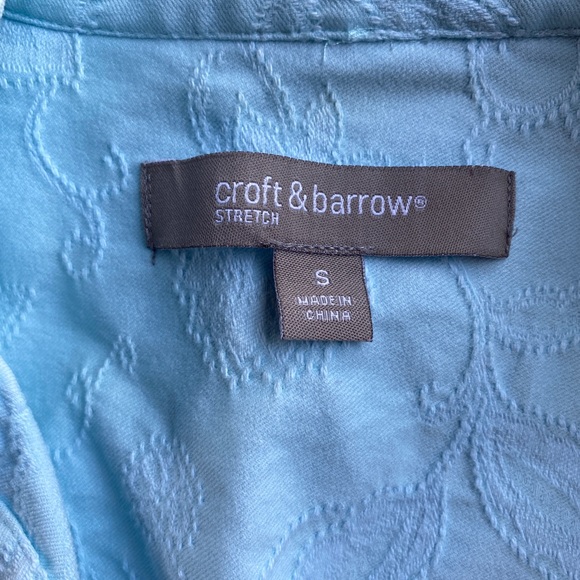 croft & barrow®
STRETCH
S
MADE IN
CHINA